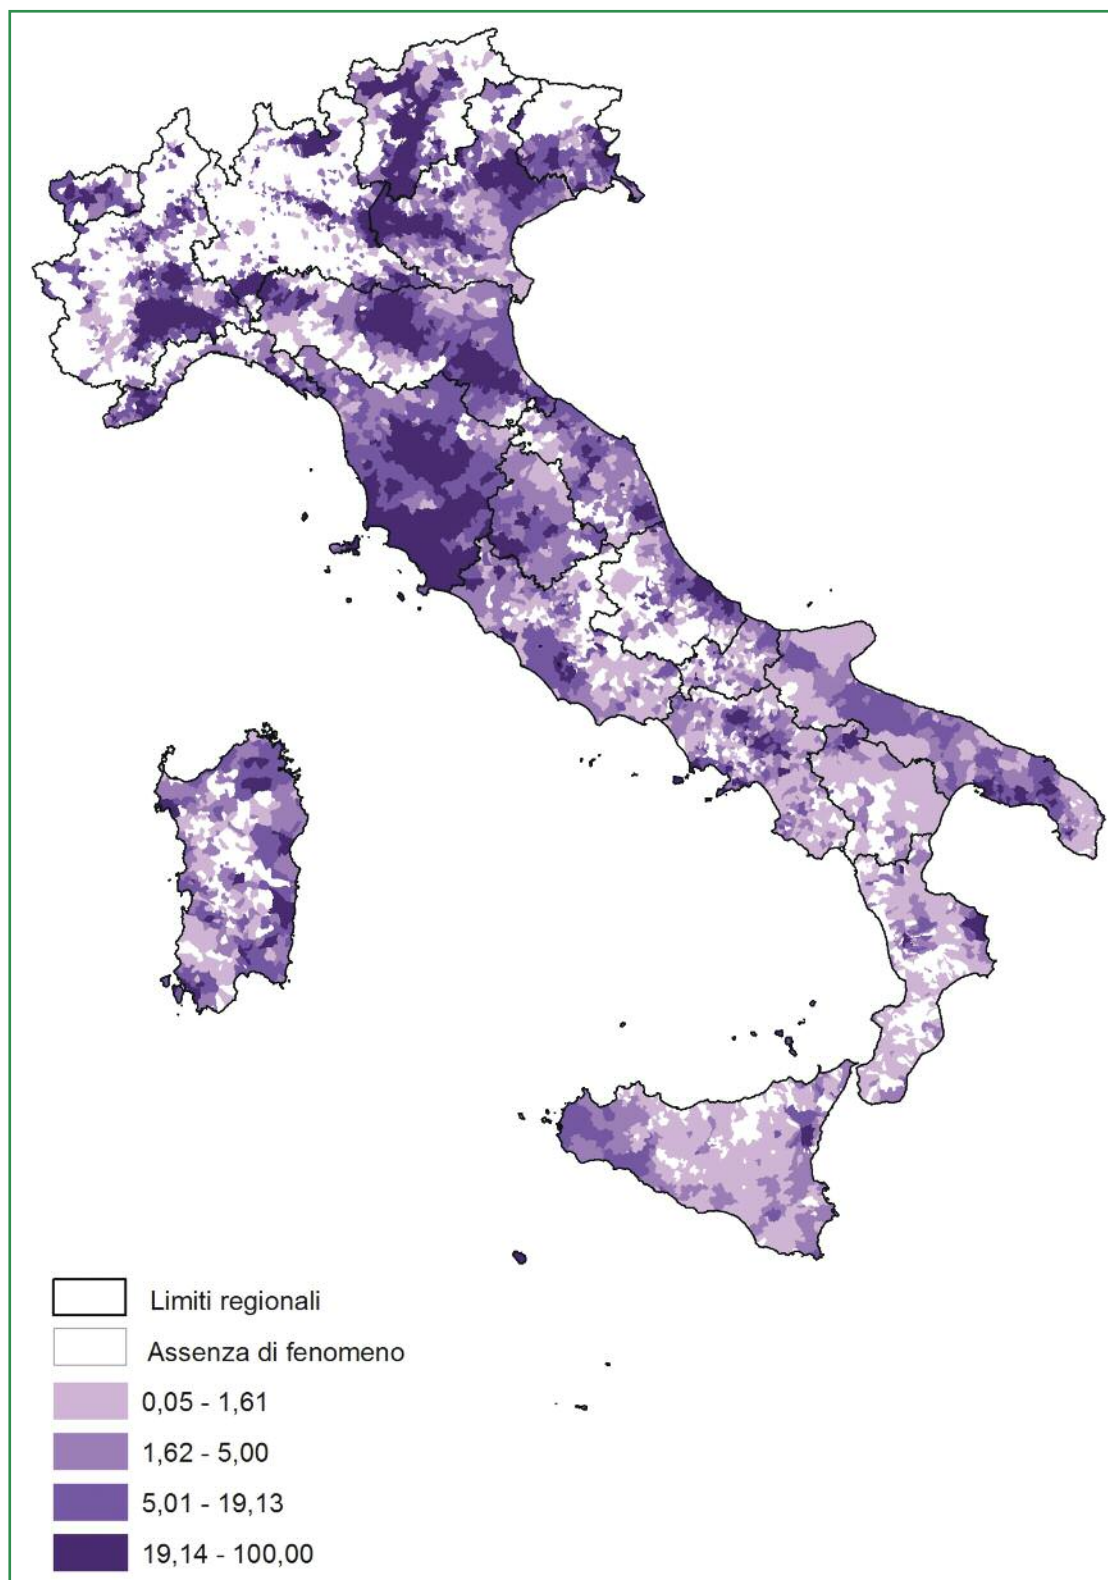 Limiti regionali
Assenza di fenomeno
0,05 - 1,61
1,62 - 5,00
5,01 - 19,13
19,14 - 100,00